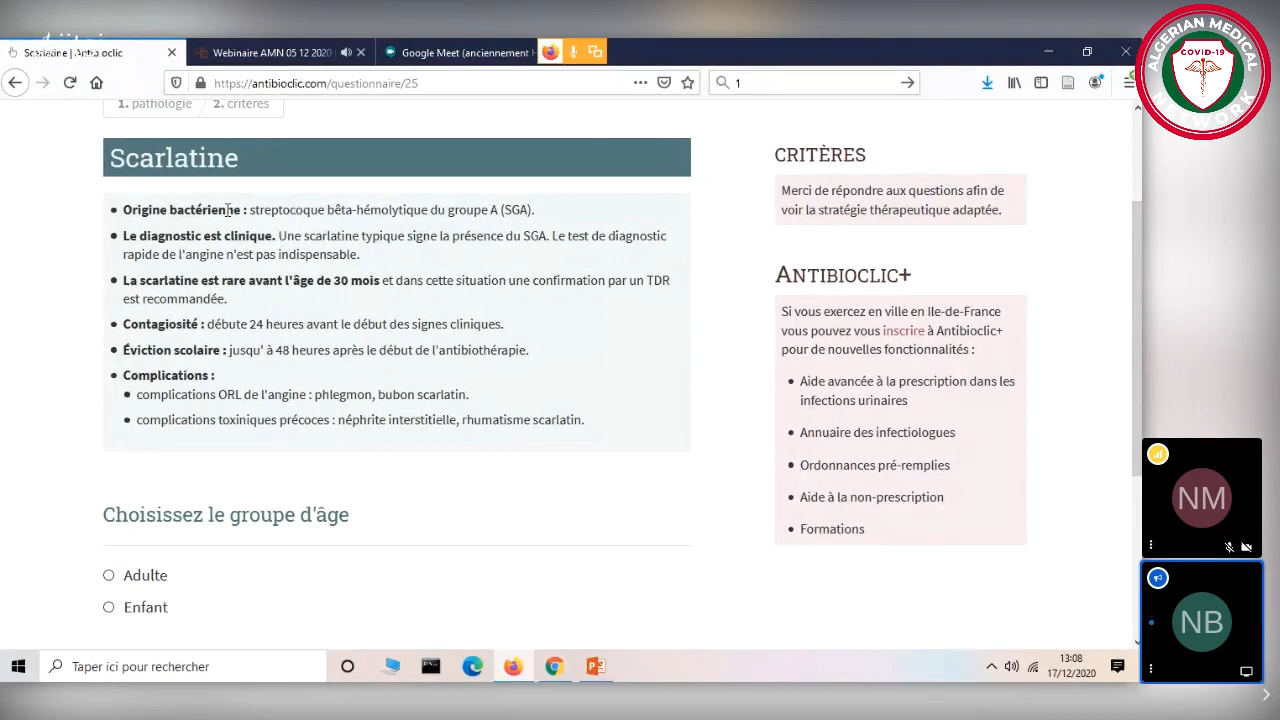 Scarlatine | Antibioclic
Webinaire AMN 05 12 2020
Google Meet (anciennement H
https://antibioclic.com/questionnaire/25
1
ALGERIAN MEDICAL
COVID-19
NETWORK
1. pathologie
2. critères
Scarlatine
Origine bactérienne : streptocoque bêta-hémolytique du groupe A (SGA).
Le diagnostic est clinique. Une scarlatine typique signe la présence du SGA. Le test de diagnostic
rapide de l'angine n'est pas indispensable.
La scarlatine est rare avant l'âge de 30 mois et dans cette situation une confirmation par un TDR
est recommandée.
Contagiosité : débute 24 heures avant le début des signes cliniques.
Éviction scolaire : jusqu' à 48 heures après le début de l'antibiothérapie.
Complications :
complications ORL de l'angine : phlegmon, bubon scarlatin.
complications toxiniques précoces : néphrite interstitielle, rhumatisme scarlatin.
Choisissez le groupe d'âge
Adulte
Enfant
CRITÈRES
Merci de répondre aux questions afin de
voir la stratégie thérapeutique adaptée.
ANTIBIOCLIC+
Si vous exercez en ville en Ile-de-France
vous pouvez vous inscrire à Antibioclic+
pour de nouvelles fonctionnalités :
Aide avancée à la prescription dans les
infections urinaires
Annuaire des infectiologues
Ordonnances pré-remplies
Aide à la non-prescription
Formations
NM
NB
Taper ici pour rechercher
13:08
17/12/2020